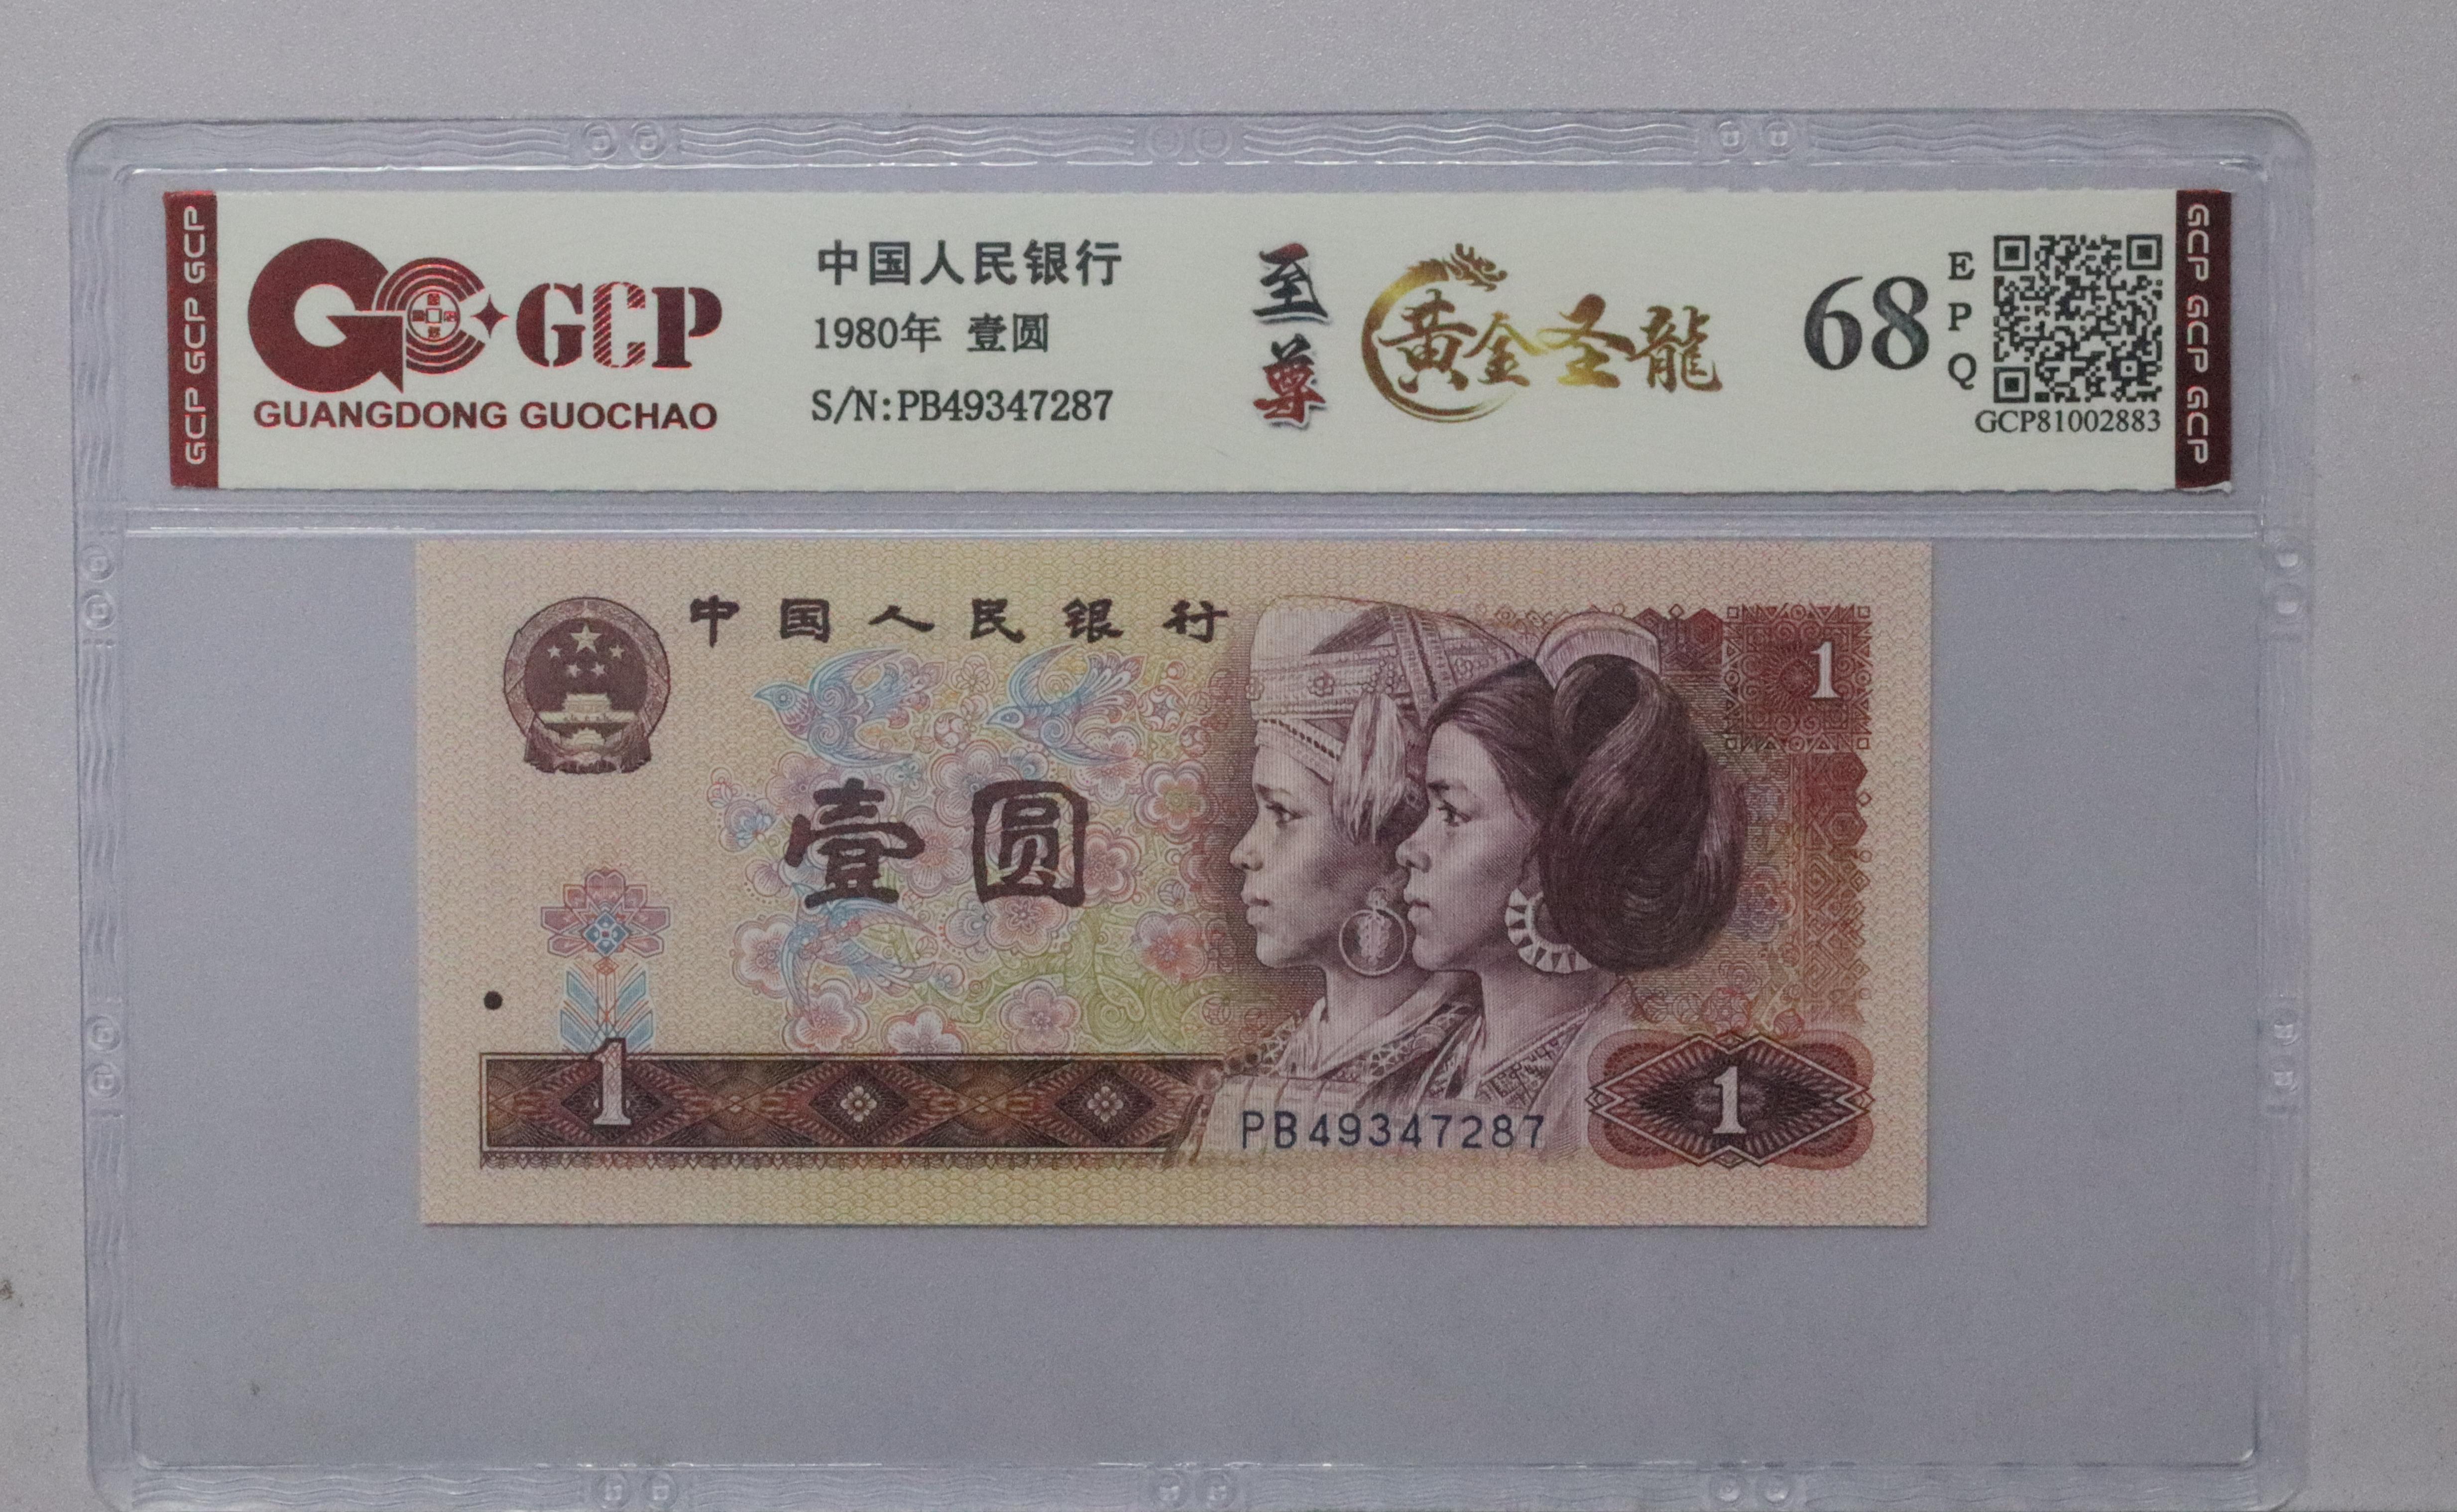 GCP GCP GCP
GCP
GUANGDONG GUOCHAO
中国人民银行
1980年 壹圆
S/N:PB49347287
至尊
黄金圣龍
68
EPQ
GCP81002883
GCP GCP GCP
中国人民银行
1
壹圆
1
PB49347287
1